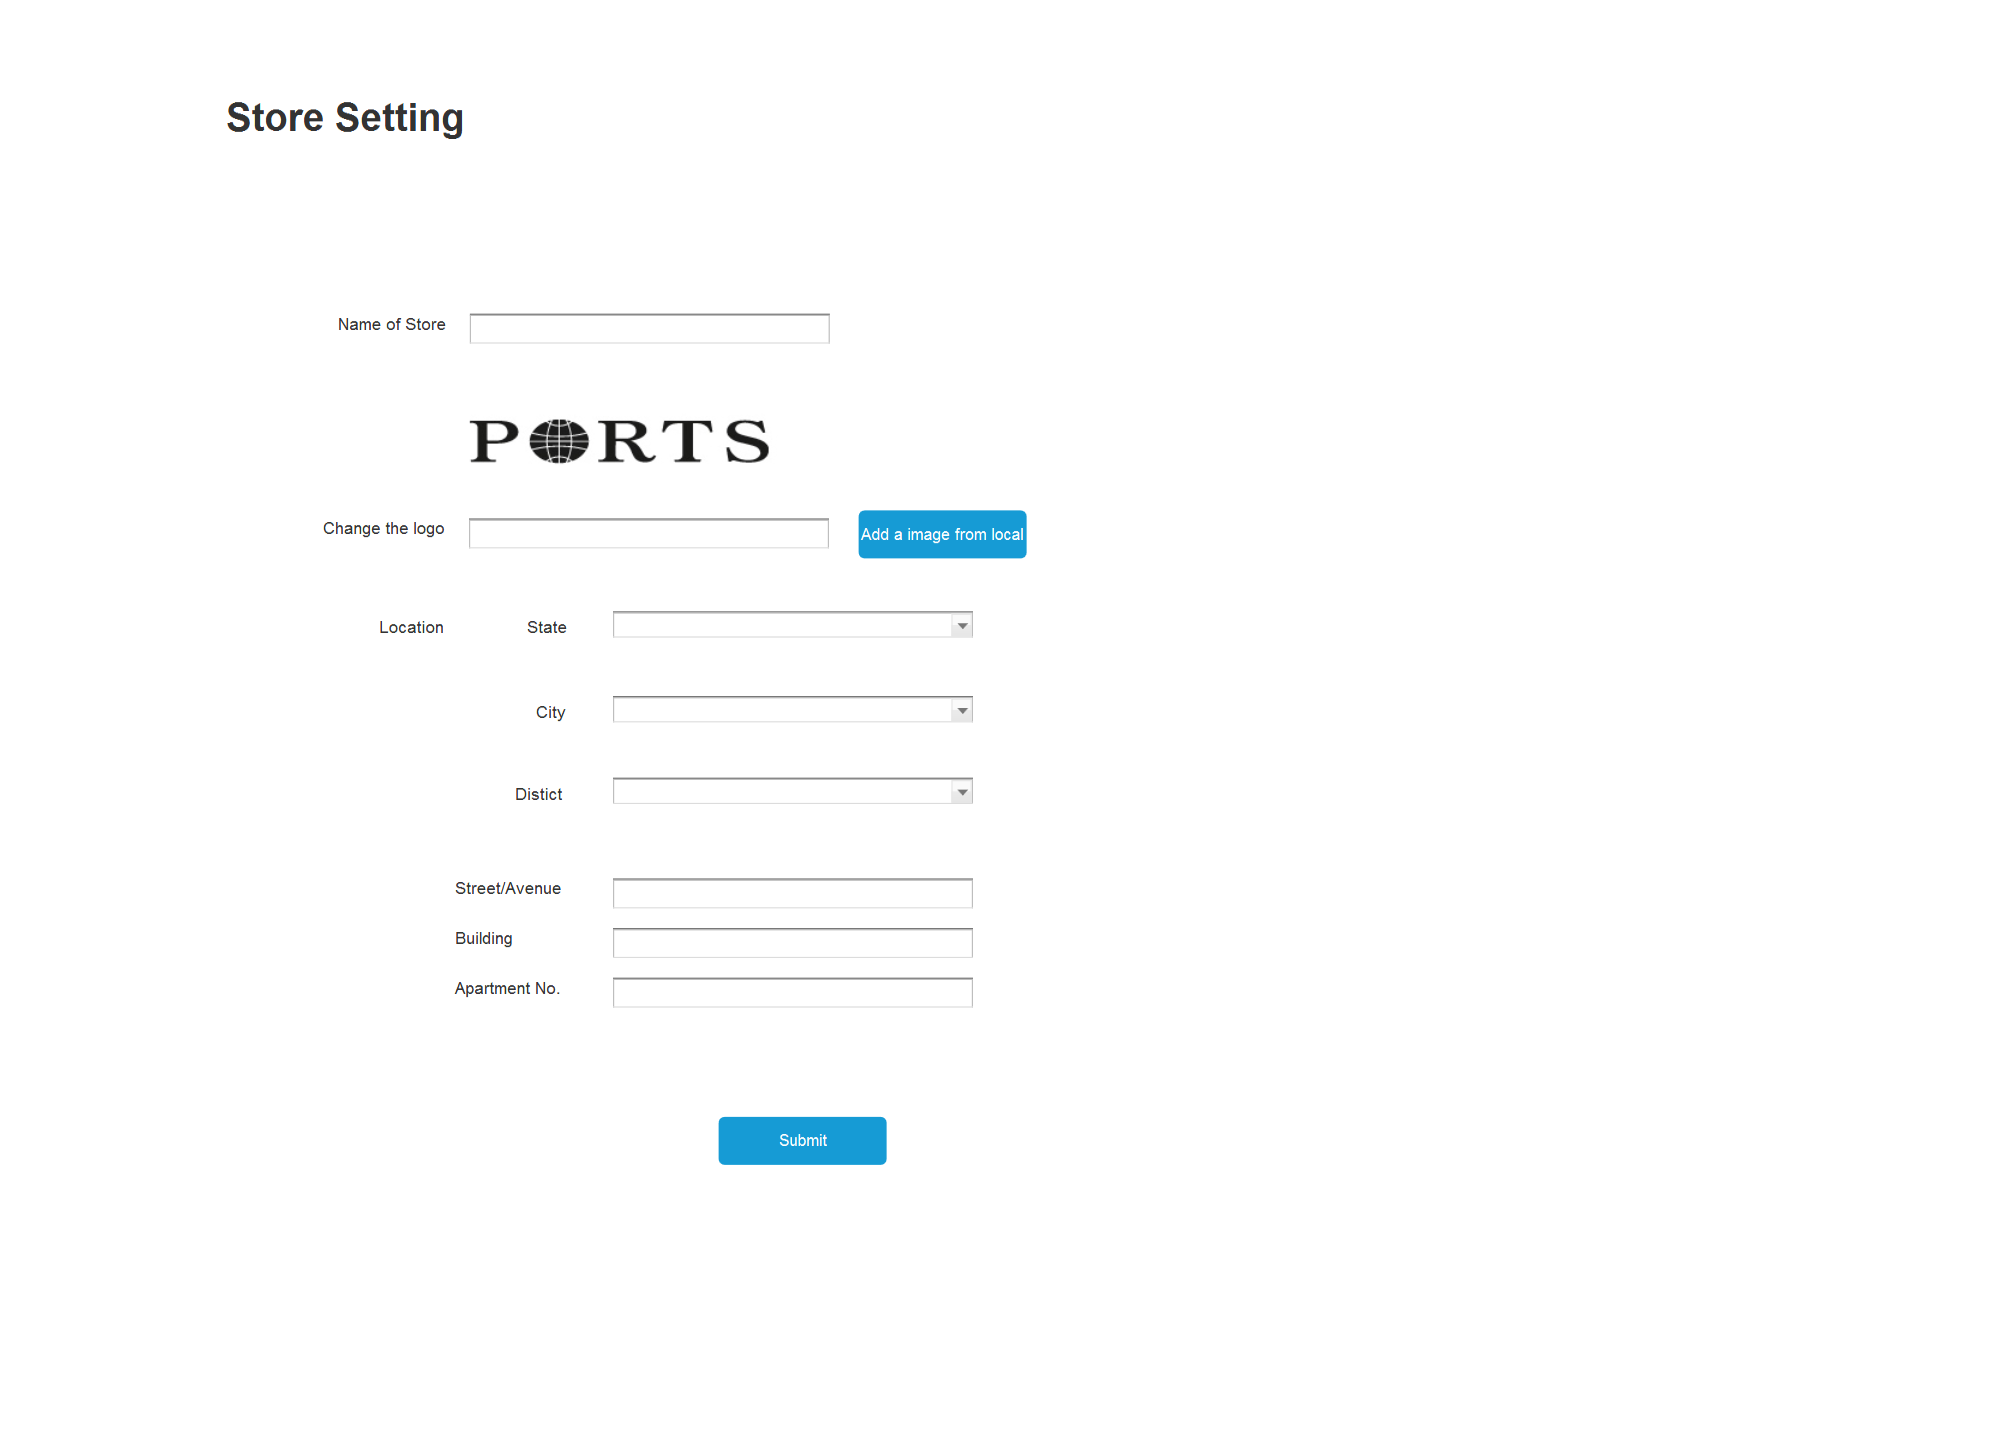 Store Setting
Name of Store
PORTS
Change the logo
Add a image from local
Location
State
City
Distict
Street/Avenue
Building
Apartment No.
Submit